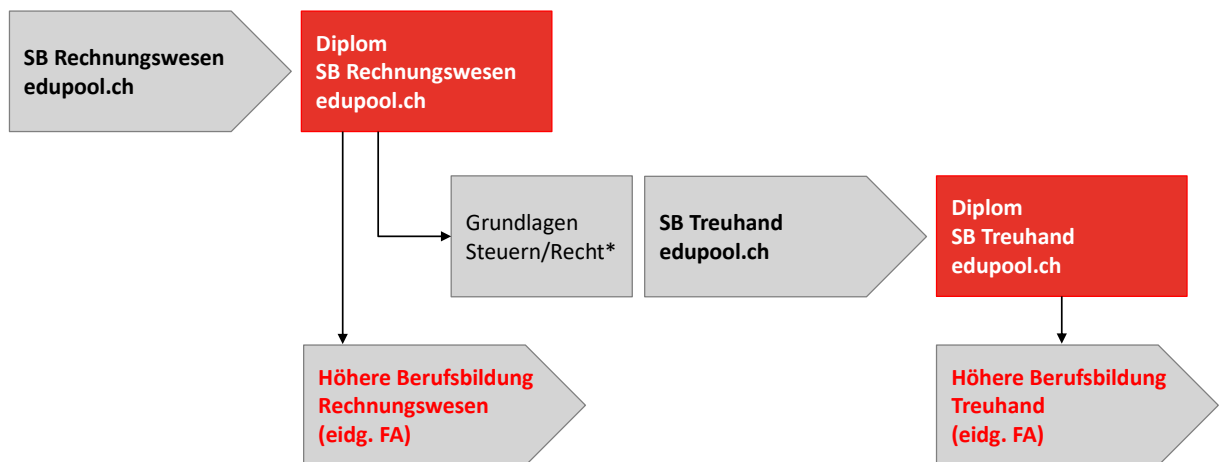 SB Rechnungswesen
edupool.ch
Diplom
SB Rechnungswesen
edupool.ch
Grundlagen
Steuern/Recht*
SB Treuhand
edupool.ch
Diplom
SB Treuhand
edupool.ch
Höhere Berufsbildung
Rechnungswesen
(eidg. FA)
Höhere Berufsbildung
Treuhand
(eidg. FA)